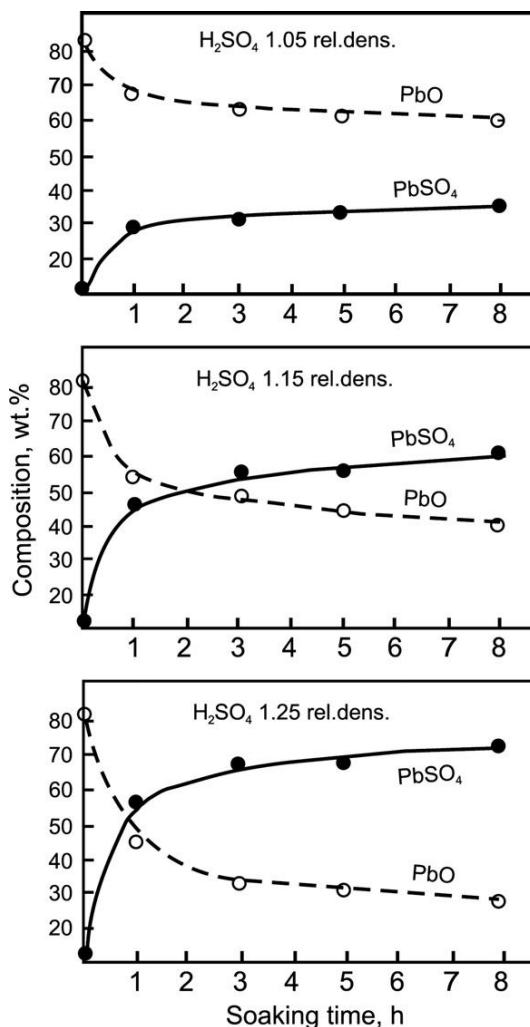 H₂SO₄ 1.05 rel.dens.
80
70
60
50
40
30
20
PbO
PbSO₄
1 2 3 4 5 6 7 8
H₂SO₄ 1.15 rel.dens.
80
70
60
50
40
30
20
PbSO₄
PbO
1 2 3 4 5 6 7 8
Composition, wt.%
H₂SO₄ 1.25 rel.dens.
80
70
60
50
40
30
20
PbSO₄
PbO
1 2 3 4 5 6 7 8
Soaking time, h